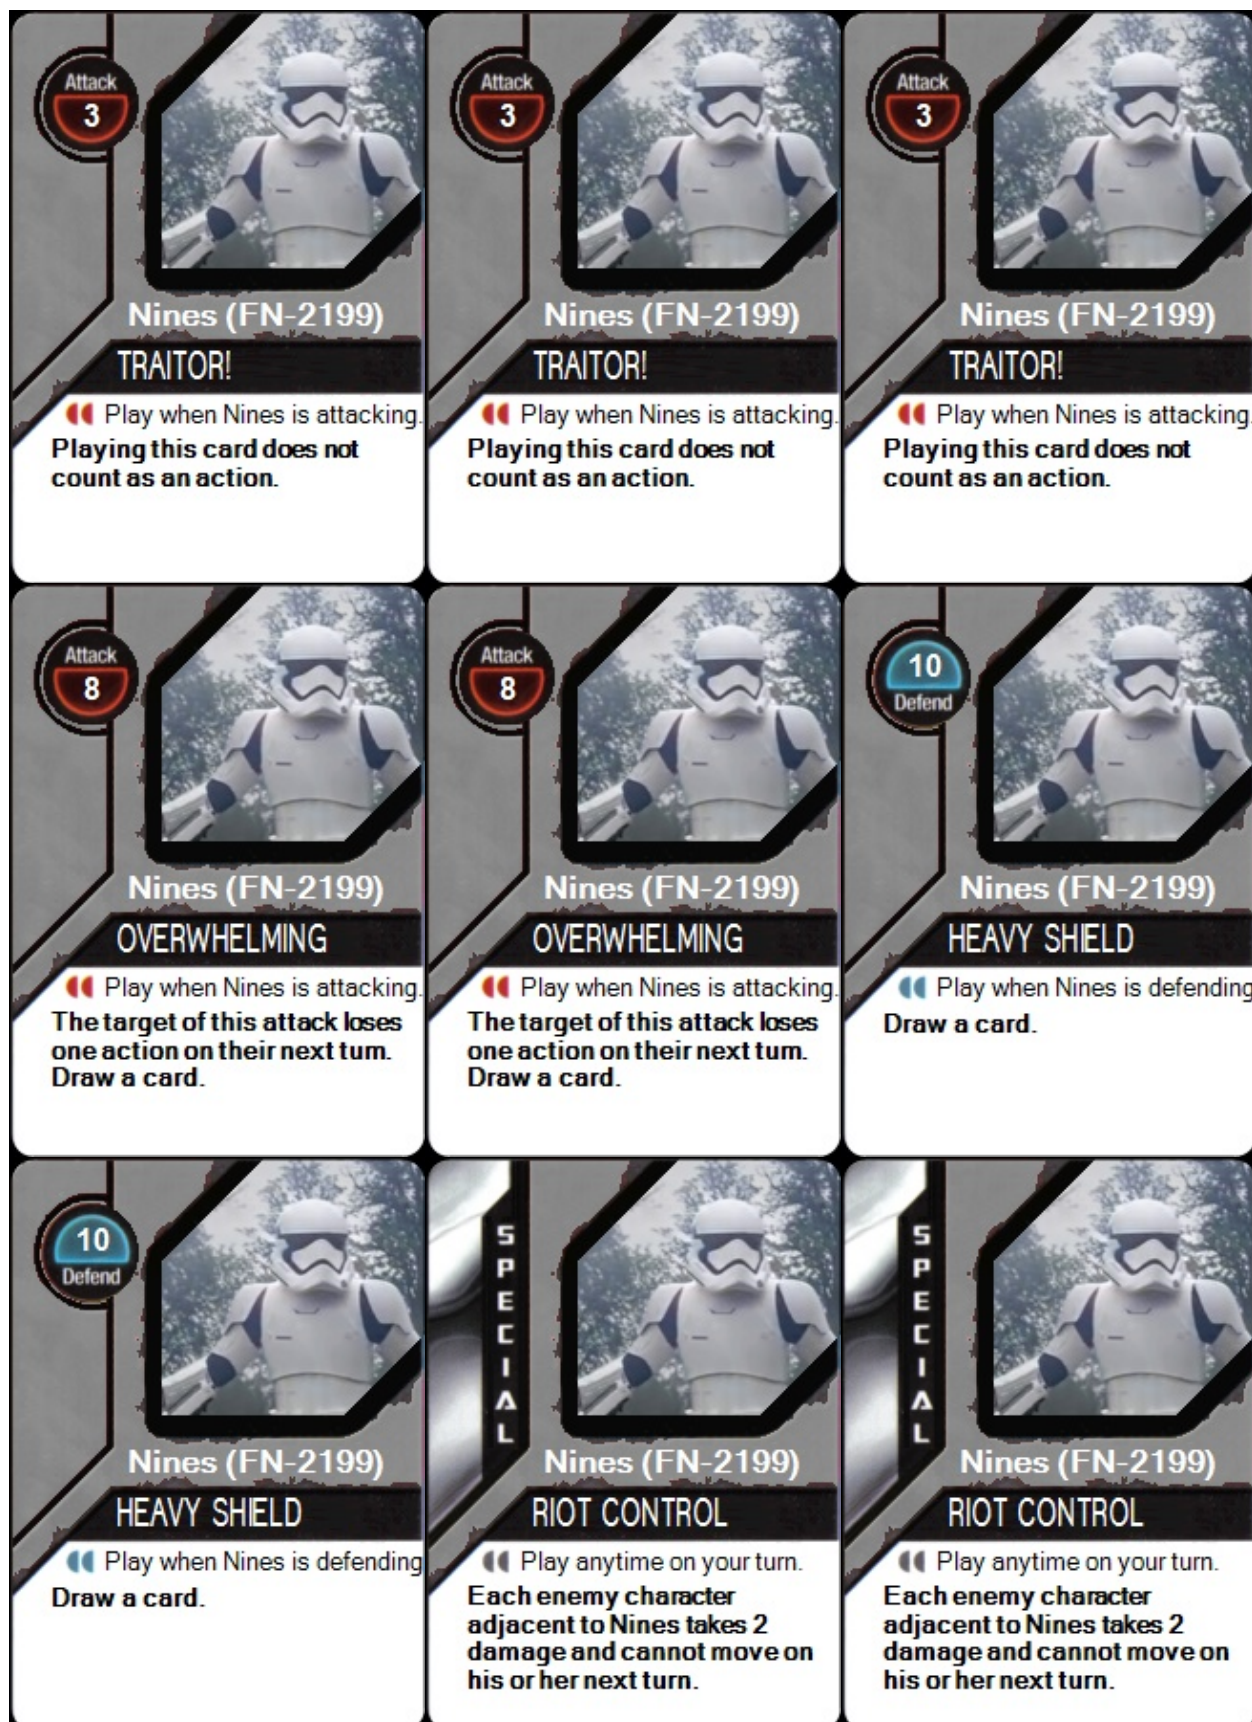 Attack
3
Nines (FN-2199)
TRAITOR!
Play when Nines is attacking.
Playing this card does not
count as an action.
Attack
3
Nines (FN-2199)
TRAITOR!
Play when Nines is attacking.
Playing this card does not
count as an action.
Attack
3
Nines (FN-2199)
TRAITOR!
Play when Nines is attacking.
Playing this card does not
count as an action.
Attack
8
Nines (FN-2199)
OVERWHELMING
Play when Nines is attacking.
The target of this attack loses
one action on their next turn.
Draw a card.
Attack
8
Nines (FN-2199)
OVERWHELMING
Play when Nines is attacking.
The target of this attack loses
one action on their next turn.
Draw a card.
10
Defend
Nines (FN-2199)
HEAVY SHIELD
Play when Nines is defending
Draw a card.
10
Defend
Nines (FN-2199)
HEAVY SHIELD
Play when Nines is defending
Draw a card.
SPECIAL
Nines (FN-2199)
RIOT CONTROL
Play anytime on your turn.
Each enemy character
adjacent to Nines takes 2
damage and cannot move on
his or her next turn.
SPECIAL
Nines (FN-2199)
RIOT CONTROL
Play anytime on your turn.
Each enemy character
adjacent to Nines takes 2
damage and cannot move on
his or her next turn.